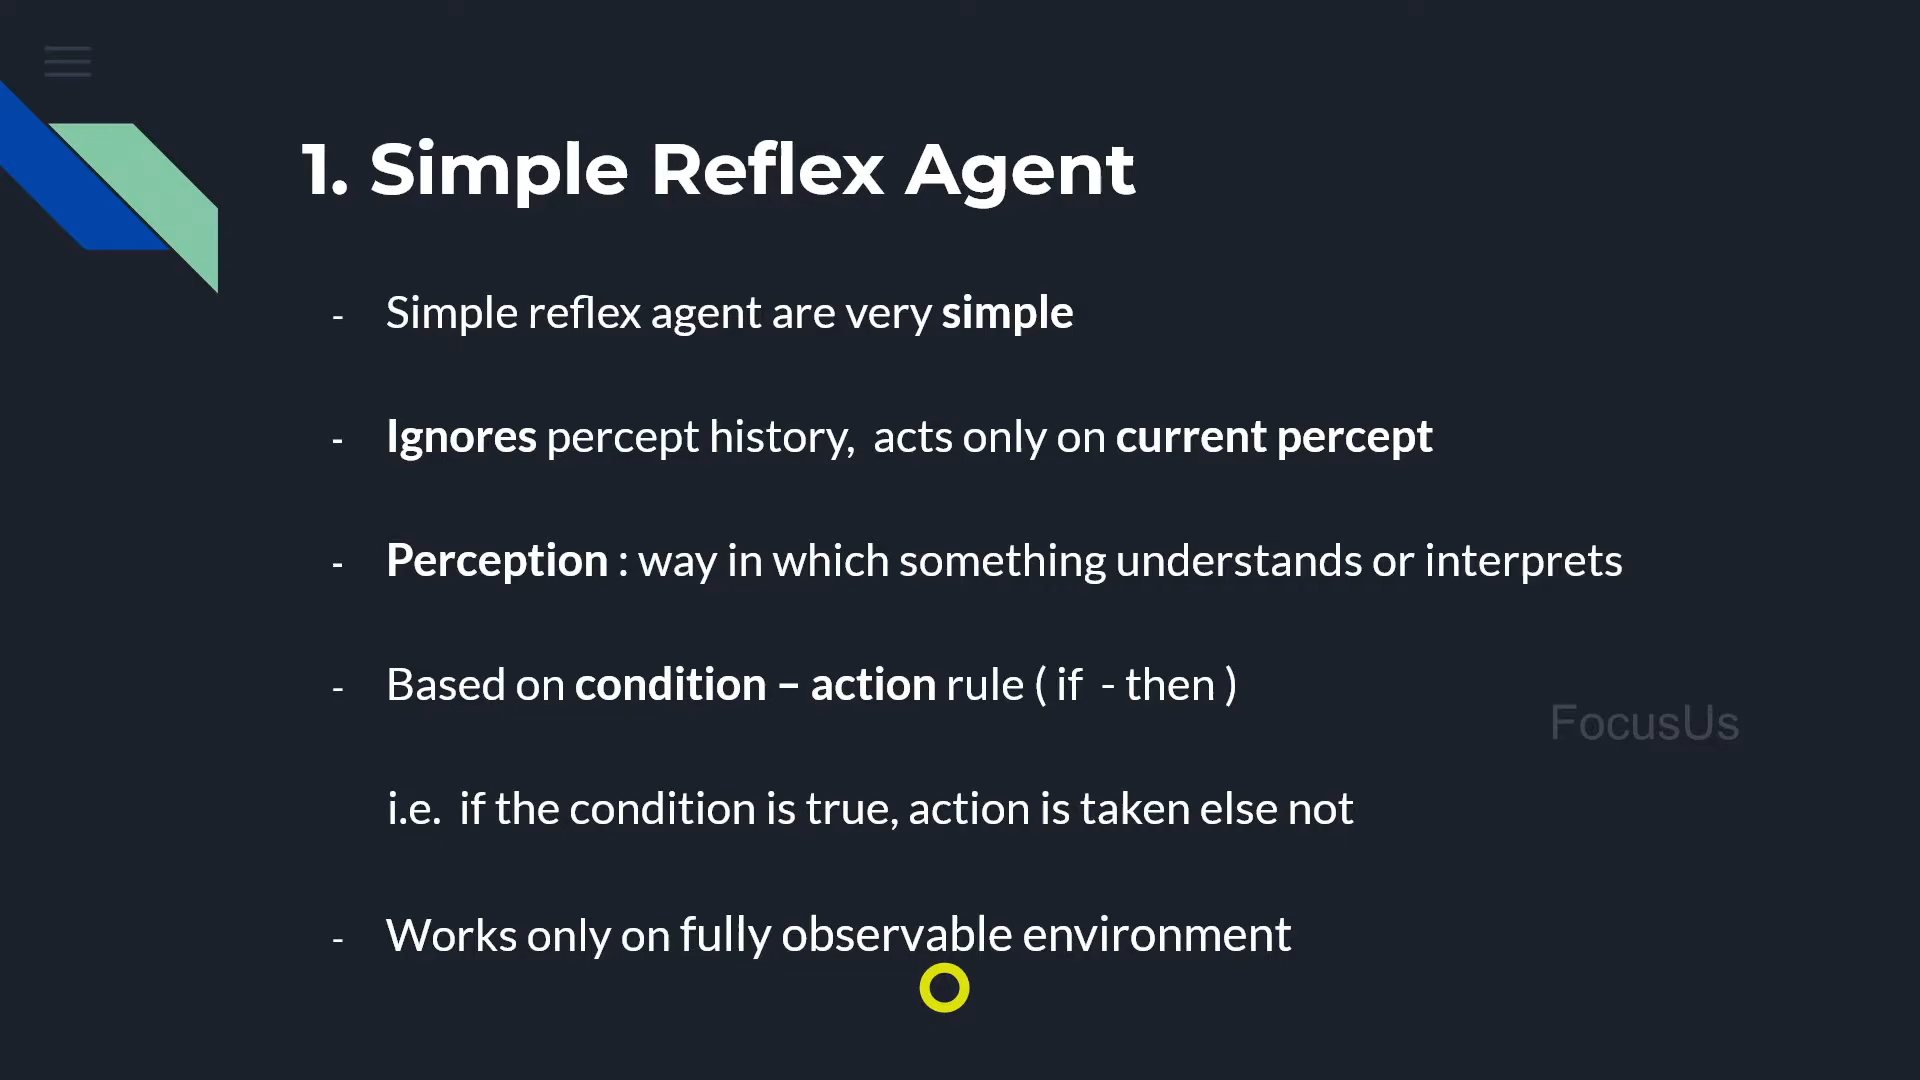 1. Simple Reflex Agent
- Simple reflex agent are very simple
- Ignores percept history,  acts only on current percept
- Perception : way in which something understands or interprets
- Based on condition – action rule ( if  - then )
i.e.  if the condition is true, action is taken else not
FocusUs
- Works only on fully observable environment